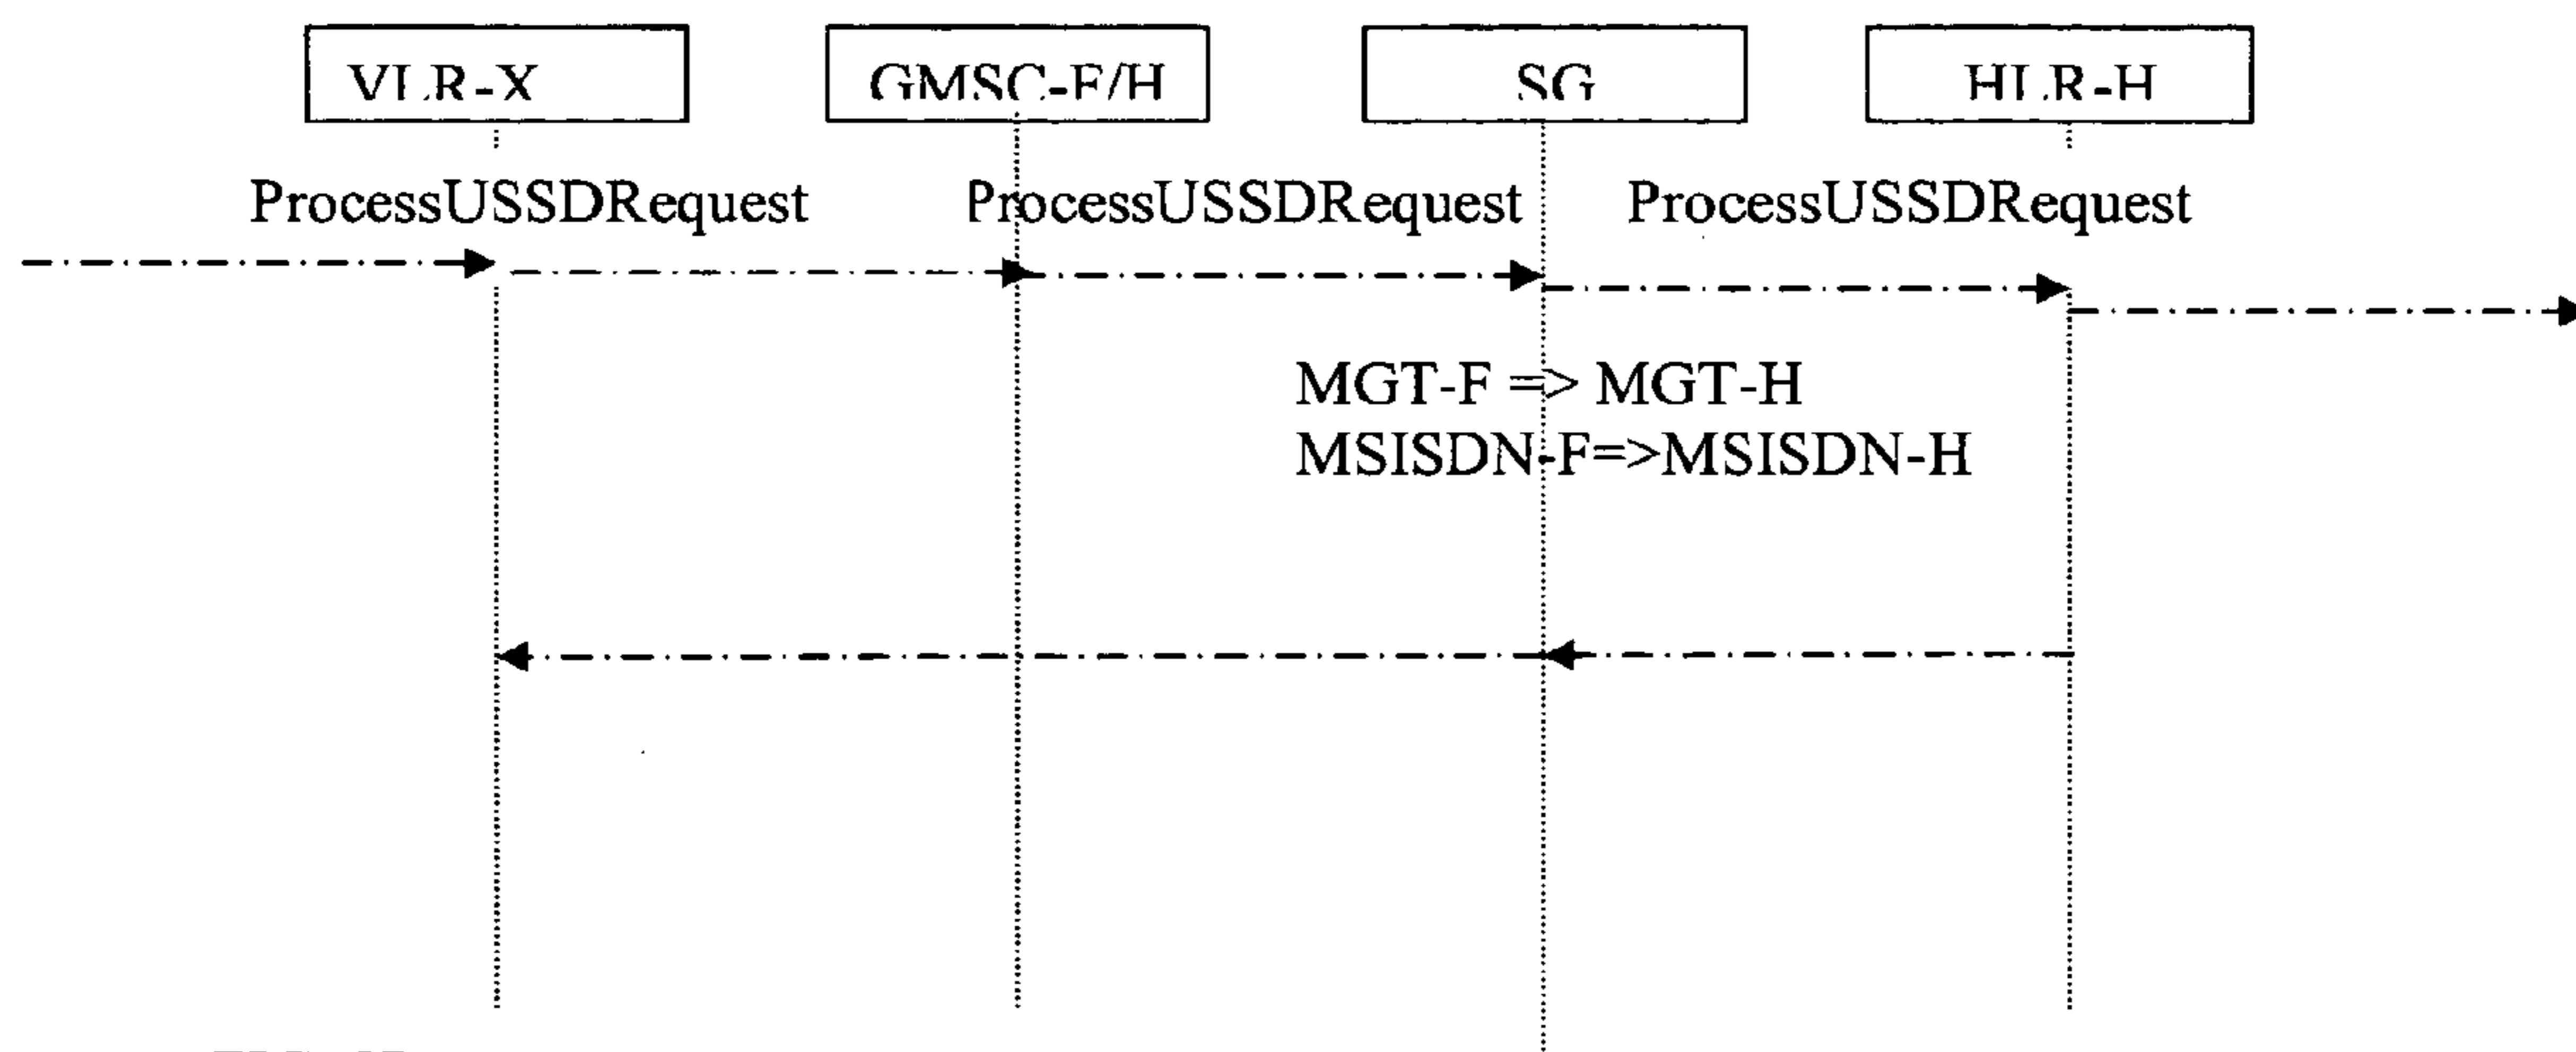 VLR-X
GMSC-F/H
SG
HLR-H
ProcessUSSDRequest
ProcessUSSDRequest
ProcessUSSDRequest
MGT-F => MGT-H
MSISDN-F=>MSISDN-H